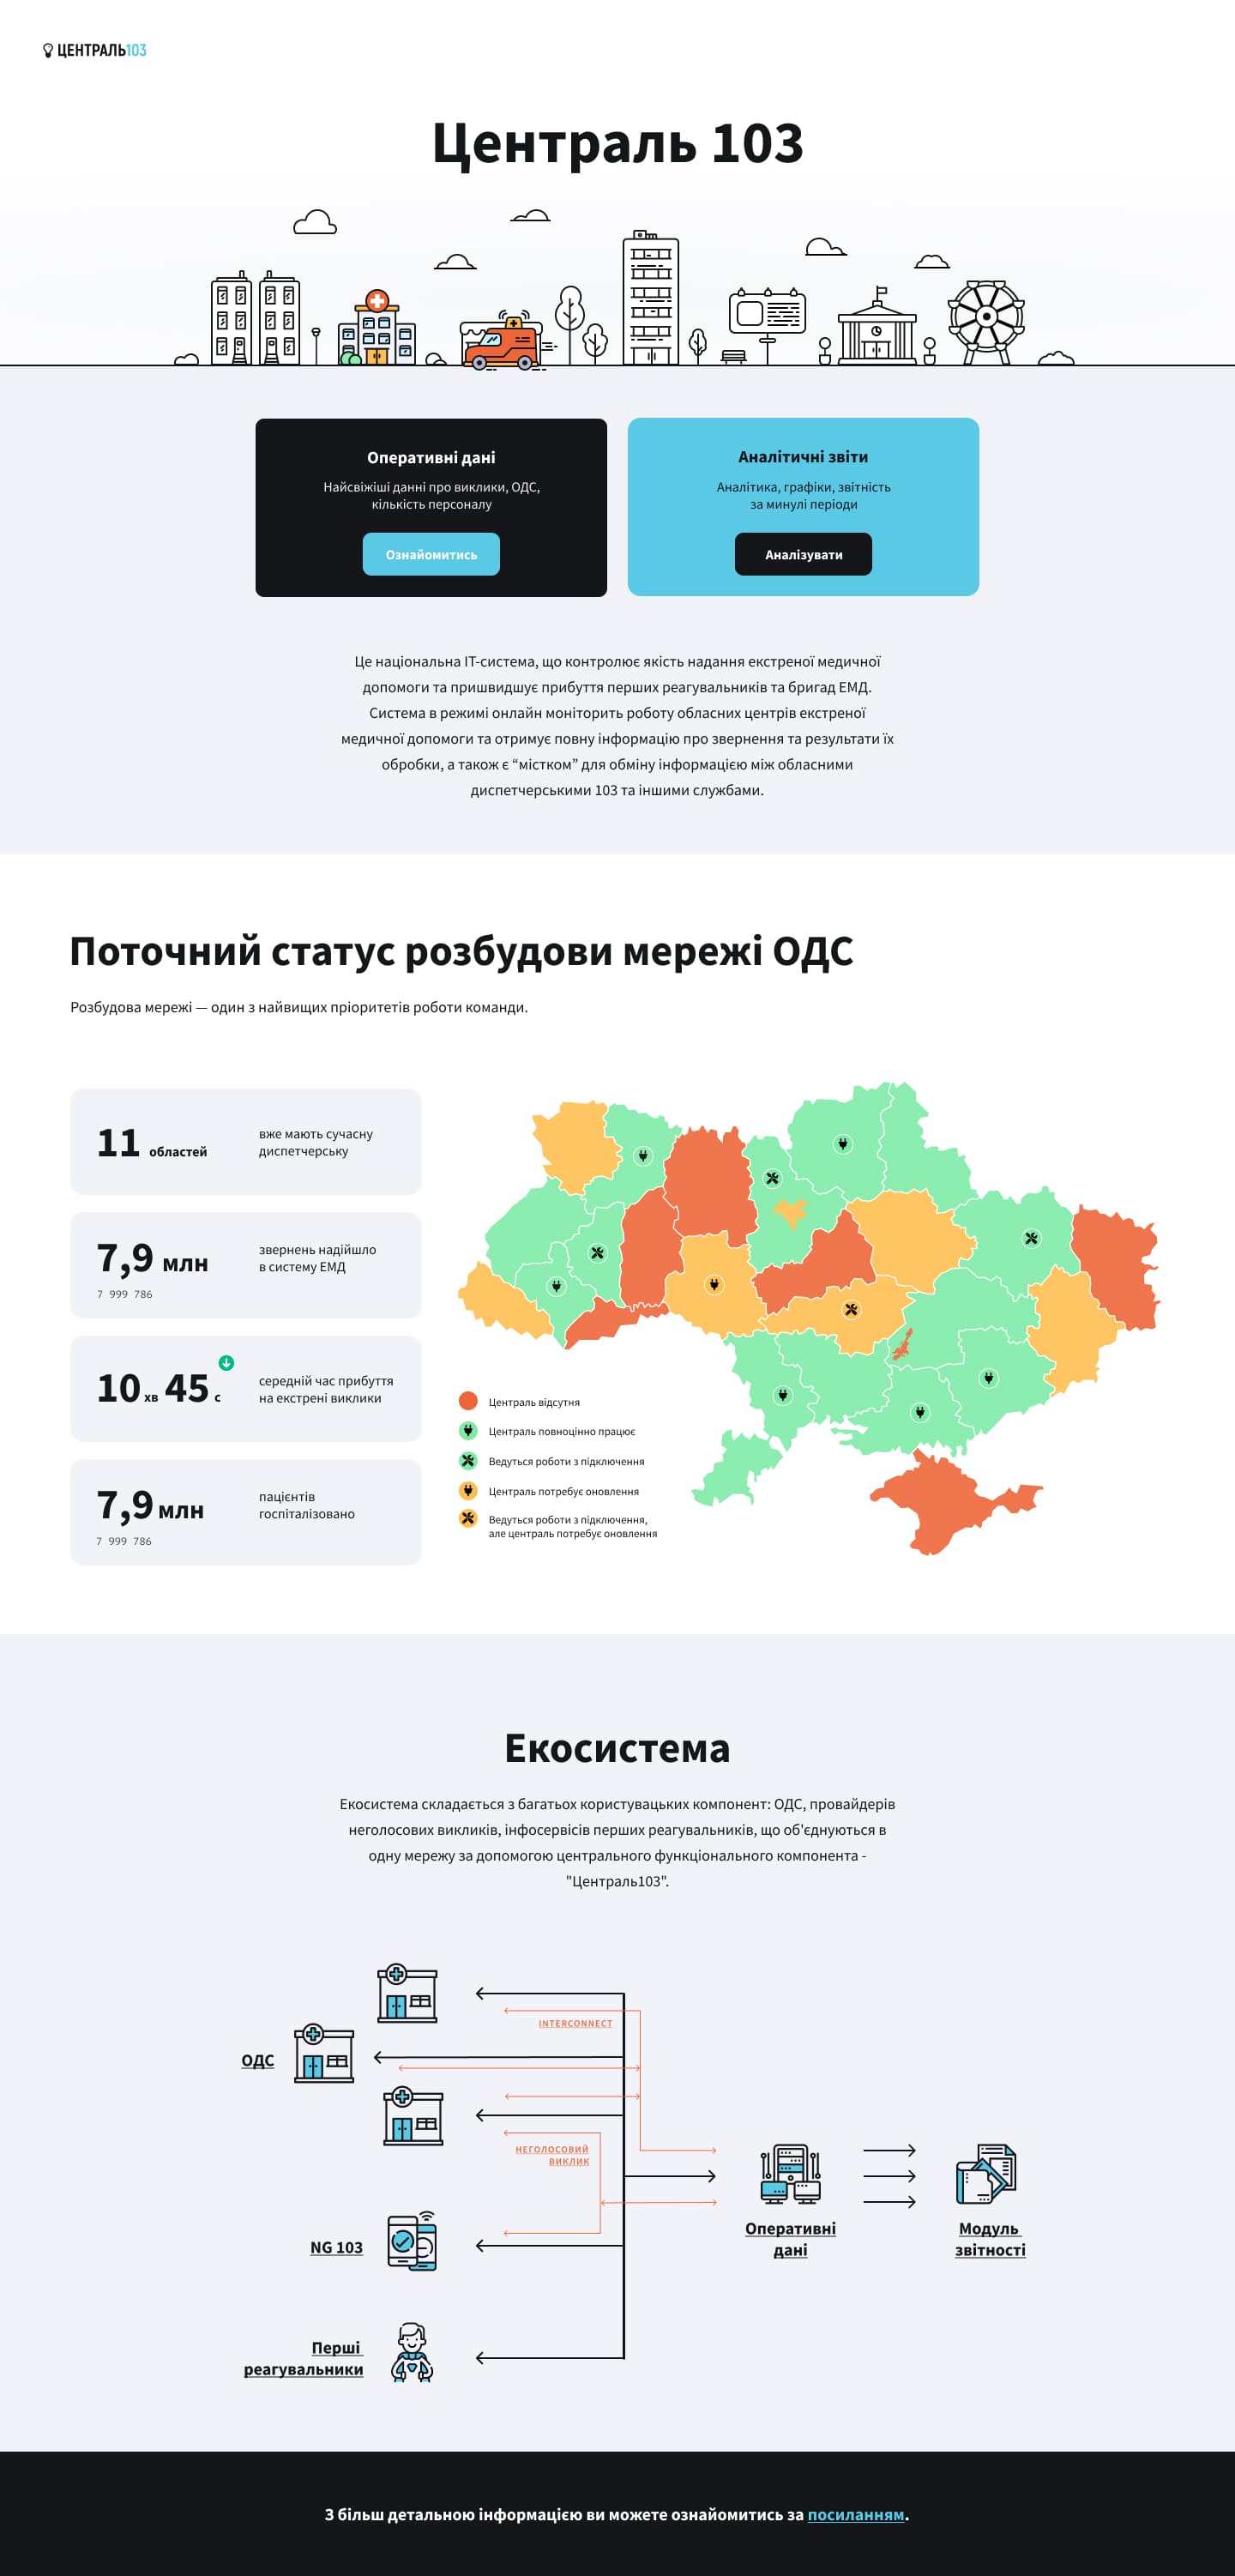 ЦЕНТРАЛЬ103
Централь 103
Оперативні дані
Найсвіжіші данні про виклики, ОДС,
кількість персоналу
Ознайомитись
Аналітичні звіти
Аналітика, графіки, звітність
за минулі періоди
Аналізувати
Це національна ІТ-система, що контролює якість надання екстреної медичної
допомоги та пришвидшує прибуття перших реагувальників та бригад ЕМД.
Система в режимі онлайн моніторить роботу обласних центрів екстреної
медичної допомоги та отримує повну інформацію про звернення та результати їх
обробки, а також є “містком” для обміну інформацією між обласними
диспетчерськими 103 та іншими службами.
Поточний статус розбудови мережі ОДС
Розбудова мережі — один з найвищих пріоритетів роботи команди.
11 областей
вже мають сучасну
диспетчерську
7,9 млн
7 999 786
звернень надійшло
в систему ЕМД
10 хв 45 с
середній час прибуття
на екстрені виклики
7,9 млн
7 999 786
пацієнтів
госпіталізовано
Централь відсутня
Централь повноцінно працює
Ведуться роботи з підключення
Централь потребує оновлення
Ведуться роботи з підключення,
але централь потребує оновлення
Екосистема
Екосистема складається з багатьох користувацьких компонент: ОДС, провайдерів
неголосових викликів, інфосервісів перших реагувальників, що об'єднуються в
одну мережу за допомогою центрального функціонального компонента -
"Централь103".
INTERCONNECT
ОДС
НЕГОЛОСОВИЙ
ВИКЛИК
Оперативні
дані
Модуль
звітності
NG 103
Перші
реагувальники
З більш детальною інформацією ви можете ознайомитись за посиланням.